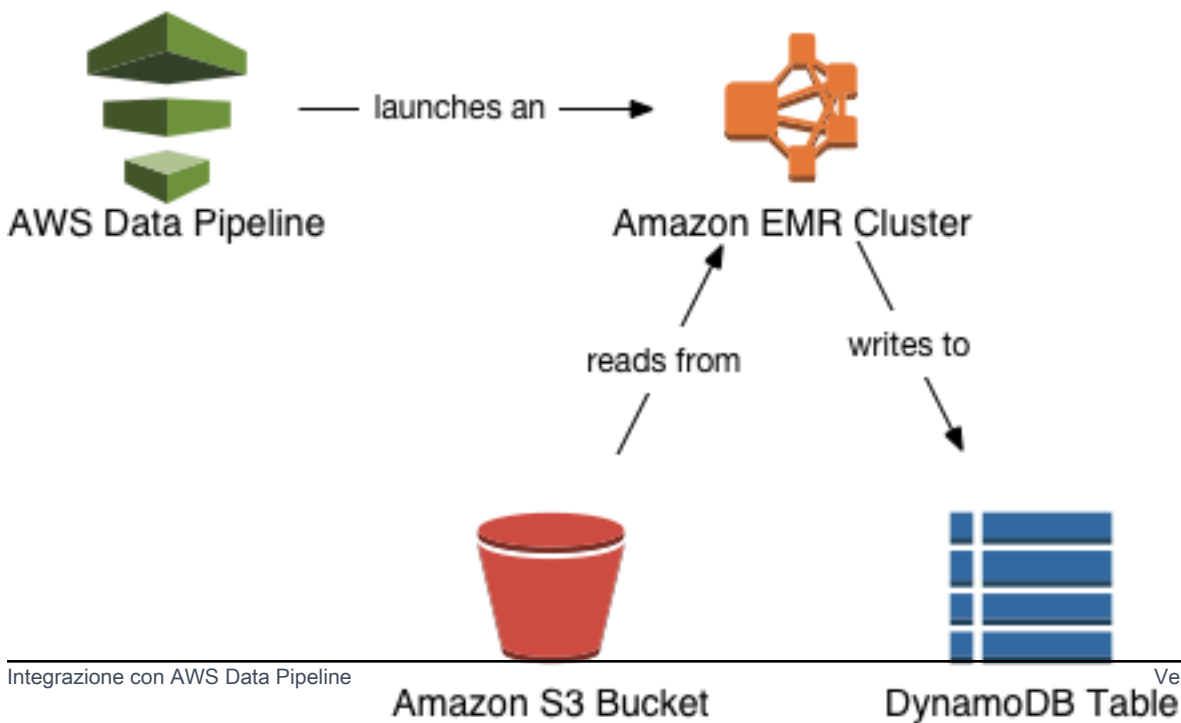 launches an
AWS Data Pipeline
Amazon EMR Cluster
reads from
writes to
Integrazione con AWS Data Pipeline
Ve
Amazon S3 Bucket
DynamoDB Table